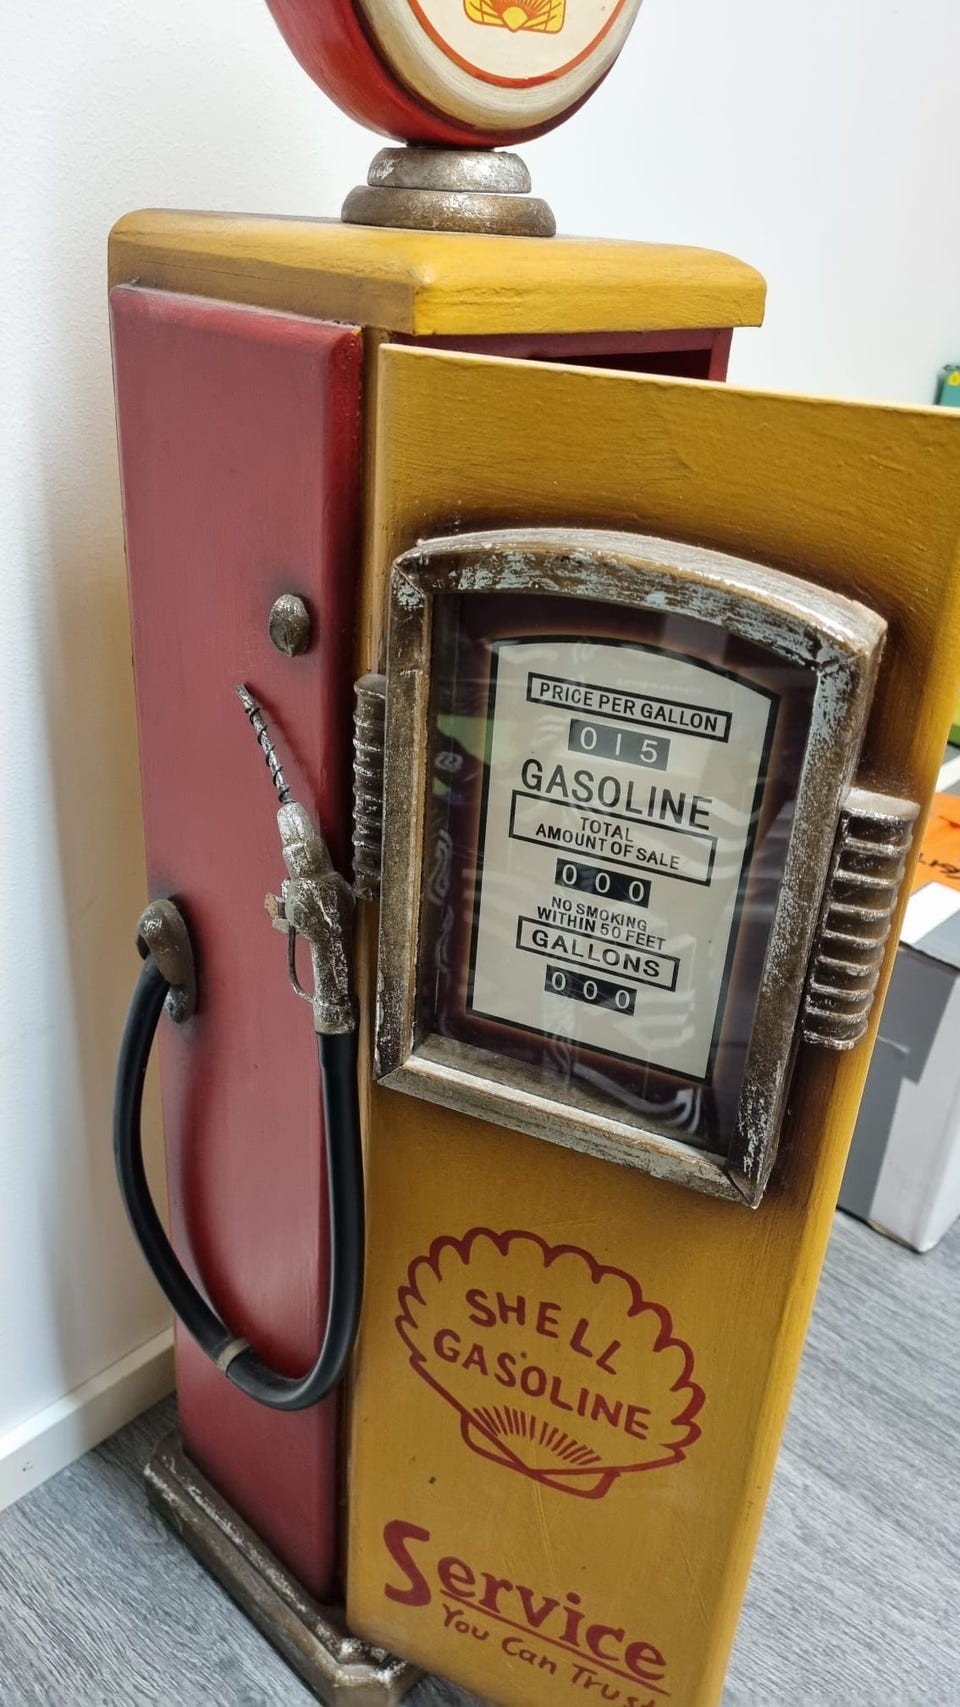 PRICE PER GALLON
015
GASOLINE
TOTAL
AMOUNT OF SALE
000
NO SMOKING
WITHIN 50 FEET
GALLONS
000
SHELL
GASOLINE
Service
You Can Trust